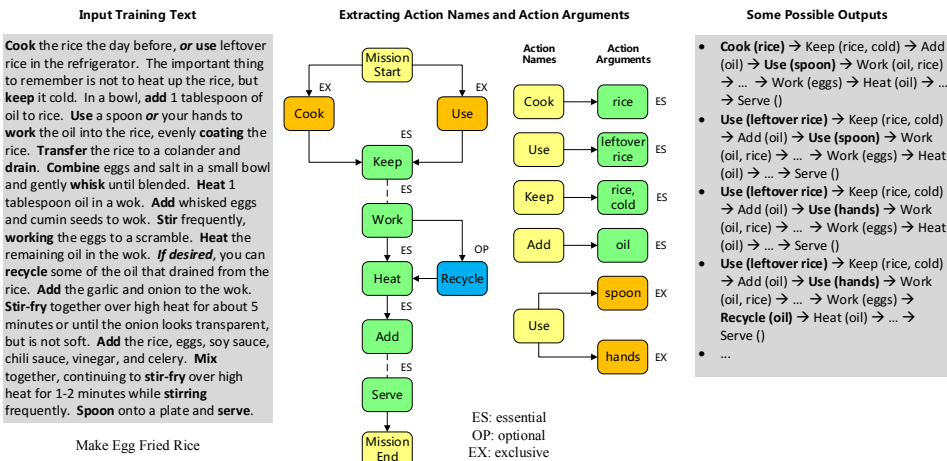 Input Training Text
Cook the rice the day before, or use leftover
rice in the refrigerator. The important thing
to remember is not to heat up the rice, but
keep it cold. In a bowl, add 1 tablespoon of
oil to rice. Use a spoon or your hands to
work the oil into the rice, evenly coating the
rice. Transfer the rice to a colander and
drain. Combine eggs and salt in a small bowl
and gently whisk until blended. Heat 1
tablespoon oil in a wok. Add whisked eggs
and cumin seeds to wok. Stir frequently,
working the eggs to a scramble. Heat the
remaining oil in the wok. If desired, you can
recycle some of the oil that drained from the
rice. Add the garlic and onion to the wok.
Stir-fry together over high heat for about 5
minutes or until the onion looks transparent,
but is not soft. Add the rice, eggs, soy sauce,
chili sauce, vinegar, and celery. Mix
together, continuing to stir-fry over high
heat for 1-2 minutes while stirring
frequently. Spoon onto a plate and serve.
Make Egg Fried Rice
Extracting Action Names and Action Arguments
Mission
Start
EX
EX
Cook
Use
ES
Keep
ES
Work
ES
OP
Heat
Recycle
ES
Add
ES
Serve
Mission
End
Action
Names
Action
Arguments
Cook
rice
ES
Use
leftover
rice
ES
Keep
rice,
cold
ES
Add
oil
ES
Use
spoon
EX
hands
EX
ES: essential
OP: optional
EX: exclusive
Some Possible Outputs
• Cook (rice) → Keep (rice, cold) → Add
(oil) → Use (spoon) → Work (oil, rice)
→ … → Work (eggs) → Heat (oil) → …
→ Serve ()
• Use (leftover rice) → Keep (rice, cold)
→ Add (oil) → Use (spoon) → Work
(oil, rice) → … → Work (eggs) → Heat
(oil) → … → Serve ()
• Use (leftover rice) → Keep (rice, cold)
→ Add (oil) → Use (hands) → Work
(oil, rice) → … → Work (eggs) → Heat
(oil) → … → Serve ()
• Use (leftover rice) → Keep (rice, cold)
→ Add (oil) → Use (hands) → Work
(oil, rice) → … → Work (eggs) →
Recycle (oil) → Heat (oil) → … →
Serve ()
• …